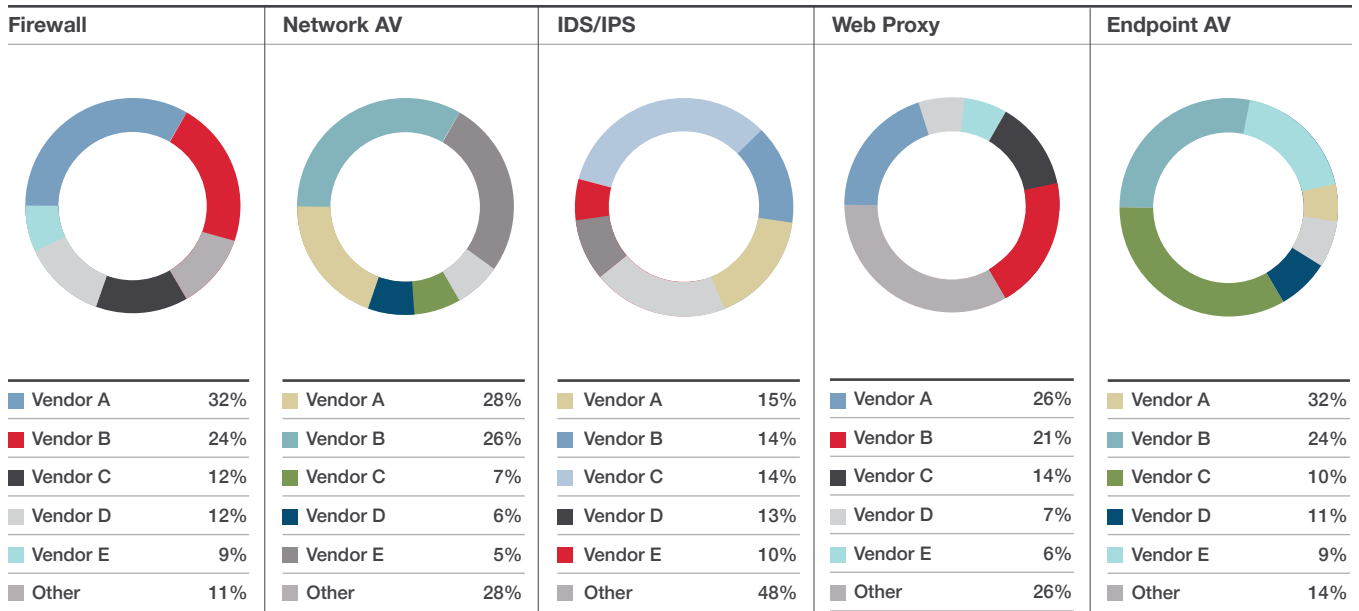 Firewall
Vendor A 32%
Vendor B 24%
Vendor C 12%
Vendor D 12%
Vendor E 9%
Other 11%
Network AV
Vendor A 28%
Vendor B 26%
Vendor C 7%
Vendor D 6%
Vendor E 5%
Other 28%
IDS/IPS
Vendor A 15%
Vendor B 14%
Vendor C 14%
Vendor D 13%
Vendor E 10%
Other 48%
Web Proxy
Vendor A 26%
Vendor B 21%
Vendor C 14%
Vendor D 7%
Vendor E 6%
Other 26%
Endpoint AV
Vendor A 32%
Vendor B 24%
Vendor C 10%
Vendor D 11%
Vendor E 9%
Other 14%